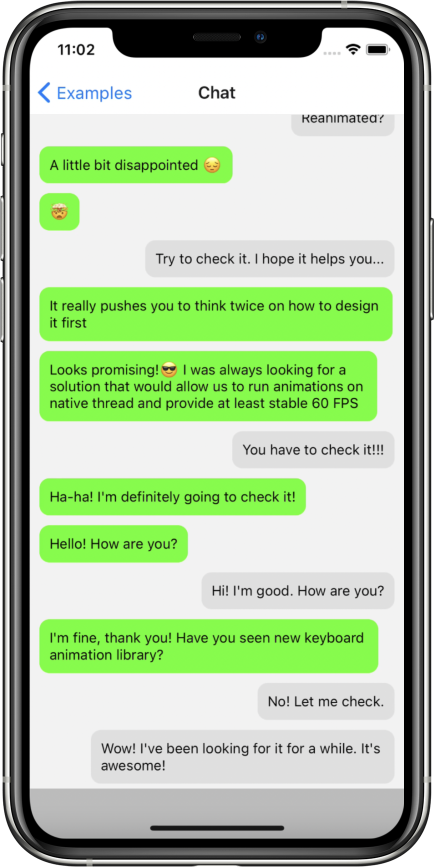 11:02
Examples
Chat
Reanimated?
A little bit disappointed 😔
🤯
Try to check it. I hope it helps you...
It really pushes you to think twice on how to design
it first
Looks promising!😎 I was always looking for a
solution that would allow us to run animations on
native thread and provide at least stable 60 FPS
You have to check it!!!
Ha-ha! I'm definitely going to check it!
Hello! How are you?
Hi! I'm good. How are you?
I'm fine, thank you! Have you seen new keyboard
animation library?
No! Let me check.
Wow! I've been looking for it for a while. It's
awesome!